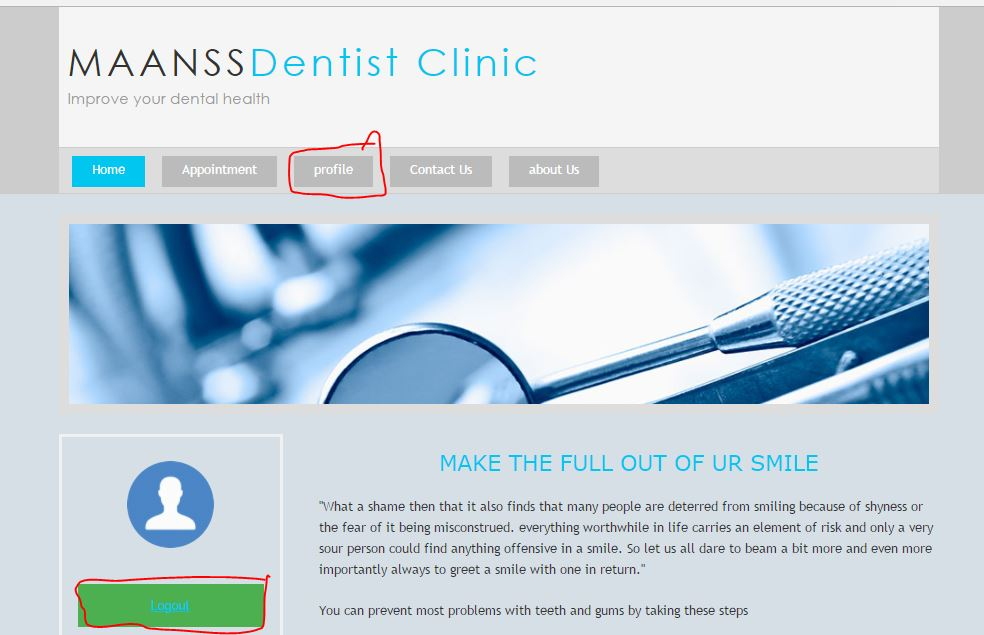 MAANSSDentist Clinic
Improve your dental health
Home Appointment profile Contact Us about Us
MAKE THE FULL OUT OF UR SMILE
"What a shame then that it also finds that many people are deterred from smiling because of shyness or
the fear of it being misconstrued. everything worthwhile in life carries an element of risk and only a very
sour person could find anything offensive in a smile. So let us all dare to beam a bit more and even more
importantly always to greet a smile with one in return."
Logout
You can prevent most problems with teeth and gums by taking these steps